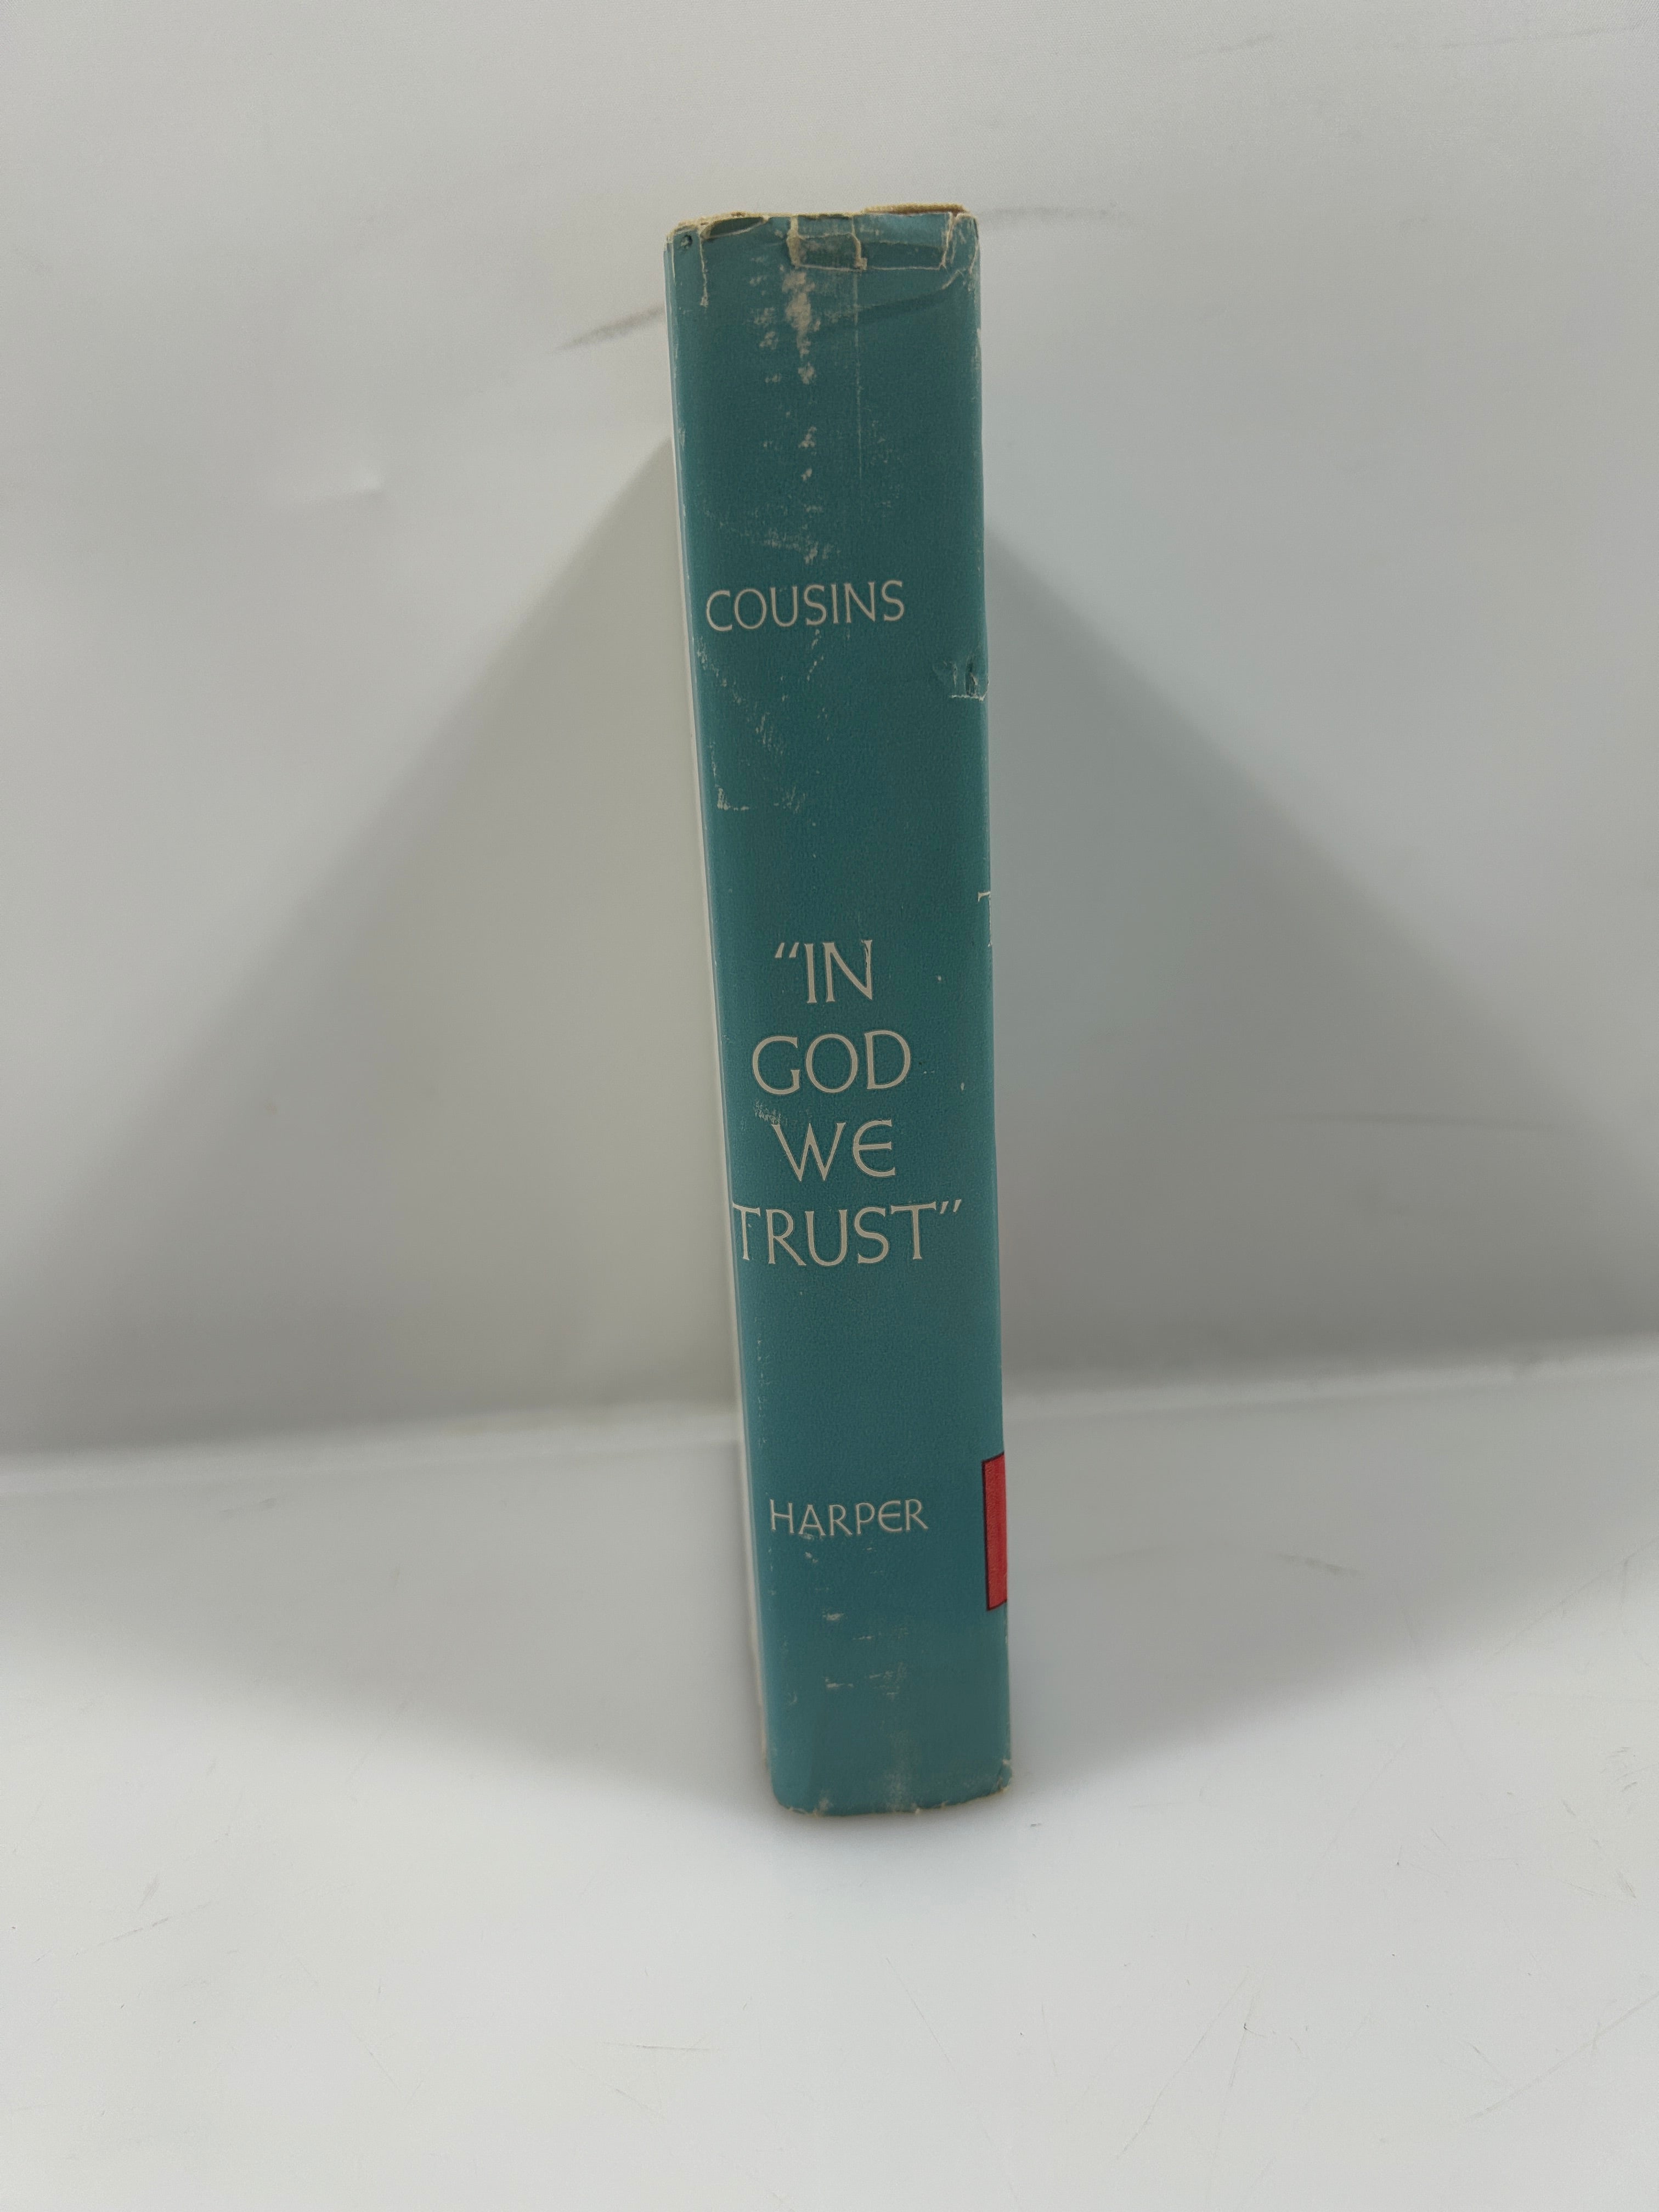 COUSINS
“IN
GOD
WE
TRUST”
HARPER